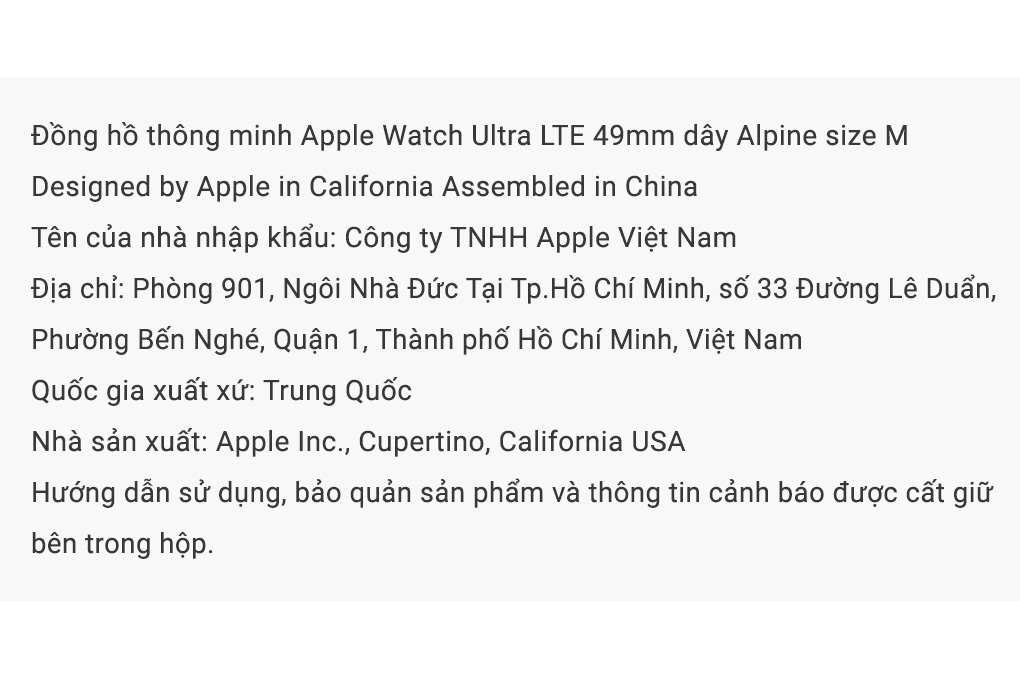 Đồng hồ thông minh Apple Watch Ultra LTE 49mm dây Alpine size M
Designed by Apple in California Assembled in China
Tên của nhà nhập khẩu: Công ty TNHH Apple Việt Nam
Địa chỉ: Phòng 901, Ngôi Nhà Đức Tại Tp.Hồ Chí Minh, số 33 Đường Lê Duẩn,
Phường Bến Nghé, Quận 1, Thành phố Hồ Chí Minh, Việt Nam
Quốc gia xuất xứ: Trung Quốc
Nhà sản xuất: Apple Inc., Cupertino, California USA
Hướng dẫn sử dụng, bảo quản sản phẩm và thông tin cảnh báo được cất giữ
bên trong hộp.